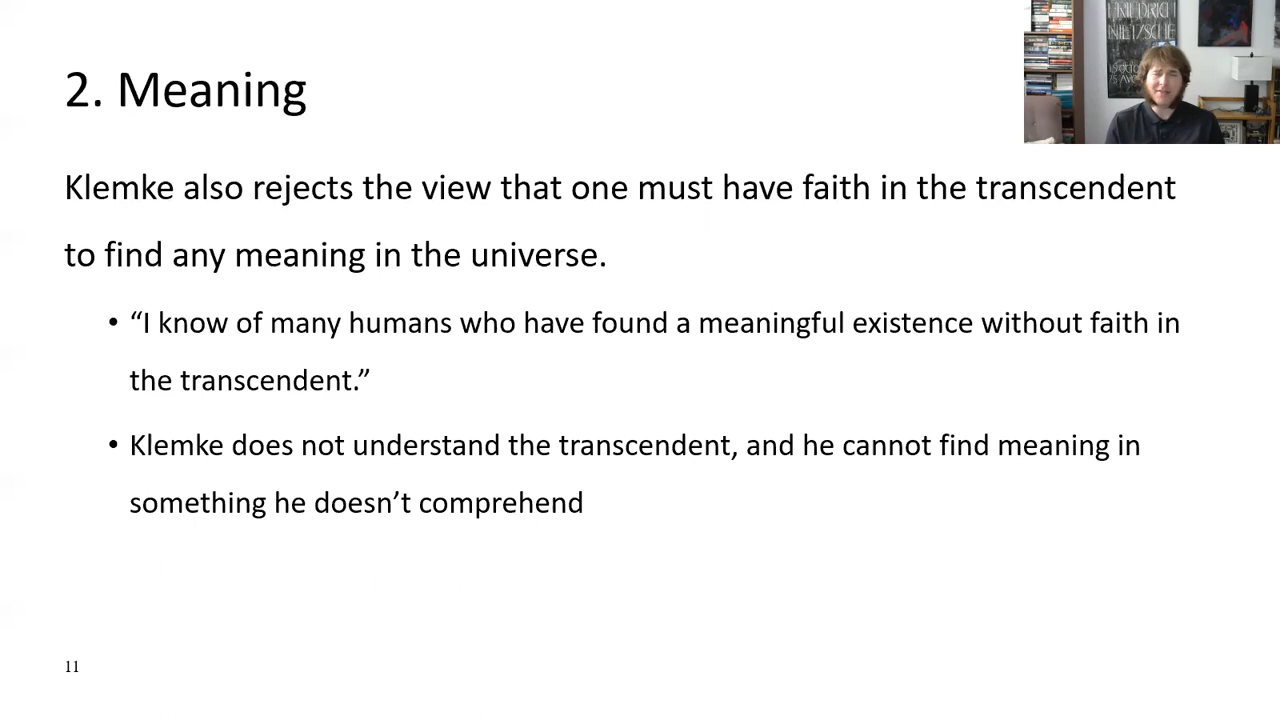 FRIEDRICH
NIETZSCHE
2. Meaning
Klemke also rejects the view that one must have faith in the transcendent
to find any meaning in the universe.
• “I know of many humans who have found a meaningful existence without faith in
the transcendent.”
• Klemke does not understand the transcendent, and he cannot find meaning in
something he doesn’t comprehend
11